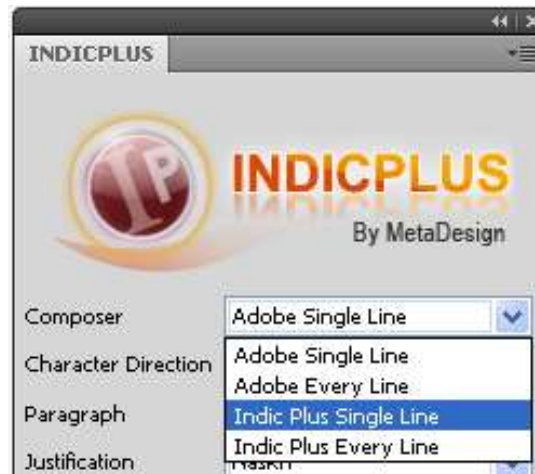 INDICPLUS
IP
INDICPLUS
By MetaDesign
Composer
Adobe Single Line
Character Direction
Adobe Single Line
Adobe Every Line
Paragraph
Indic Plus Single Line
Indic Plus Every Line
Justification